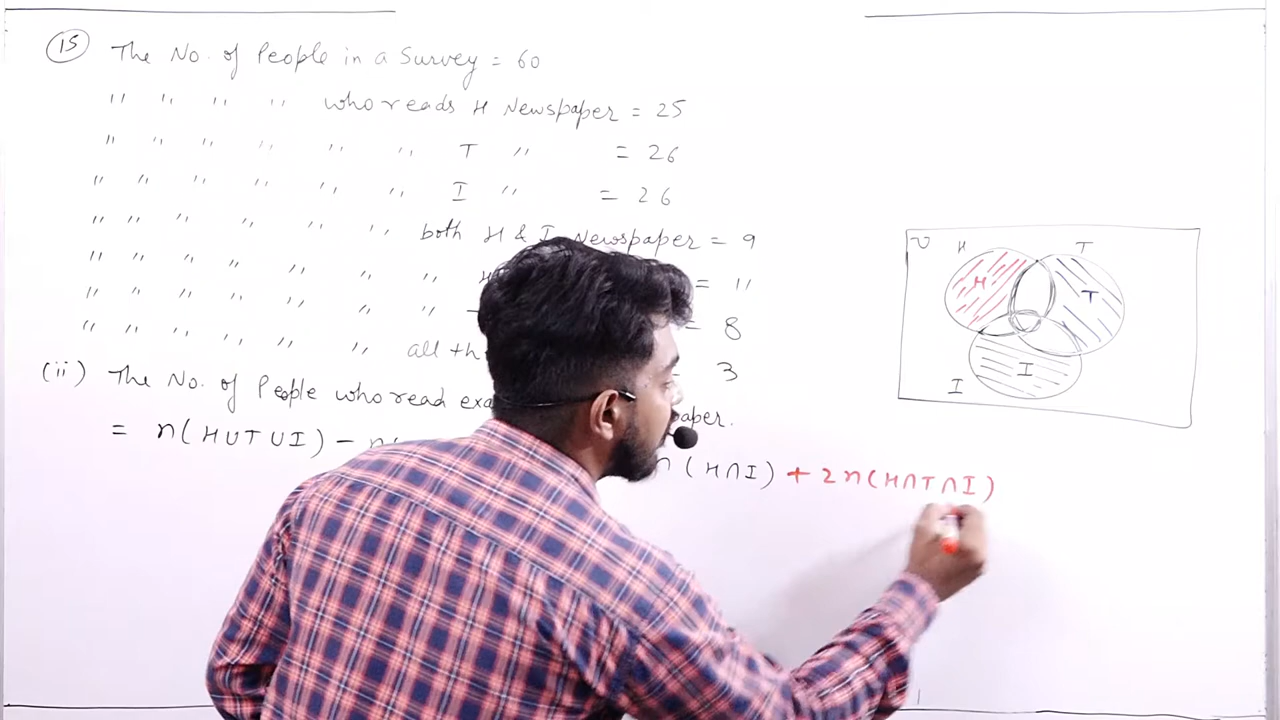 15 The No. of People in a Survey = 60
〃 〃 〃 〃 who reads H Newspaper = 25
〃 〃 〃 〃 〃 〃 T 〃 = 26
〃 〃 〃 〃 〃 〃 I 〃 = 26
〃 〃 〃 〃 〃 〃 both H & I Newspaper = 9
〃 〃 〃 〃 〃 〃 H = 11
〃 〃 〃 〃 〃 〃 = 8
〃 〃 〃 〃 〃 all 3
(ii) The No. of People who read
= n(H∪T∪I) −
(H∩I) + 2n(H∩T∩I)
U H T
H T
I
I